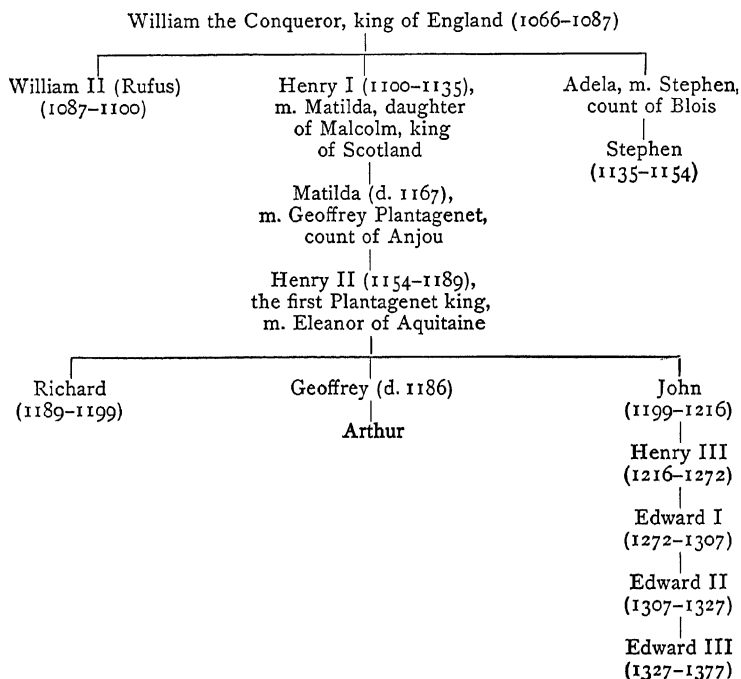 William the Conqueror, king of England (1066–1087)
William II (Rufus)
(1087–1100)
Henry I (1100–1135),
m. Matilda, daughter
of Malcolm, king
of Scotland
Adela, m. Stephen,
count of Blois
Stephen
(1135–1154)
Matilda (d. 1167),
m. Geoffrey Plantagenet,
count of Anjou
Henry II (1154–1189),
the first Plantagenet king,
m. Eleanor of Aquitaine
Richard
(1189–1199)
Geoffrey (d. 1186)
Arthur
John
(1199–1216)
Henry III
(1216–1272)
Edward I
(1272–1307)
Edward II
(1307–1327)
Edward III
(1327–1377)